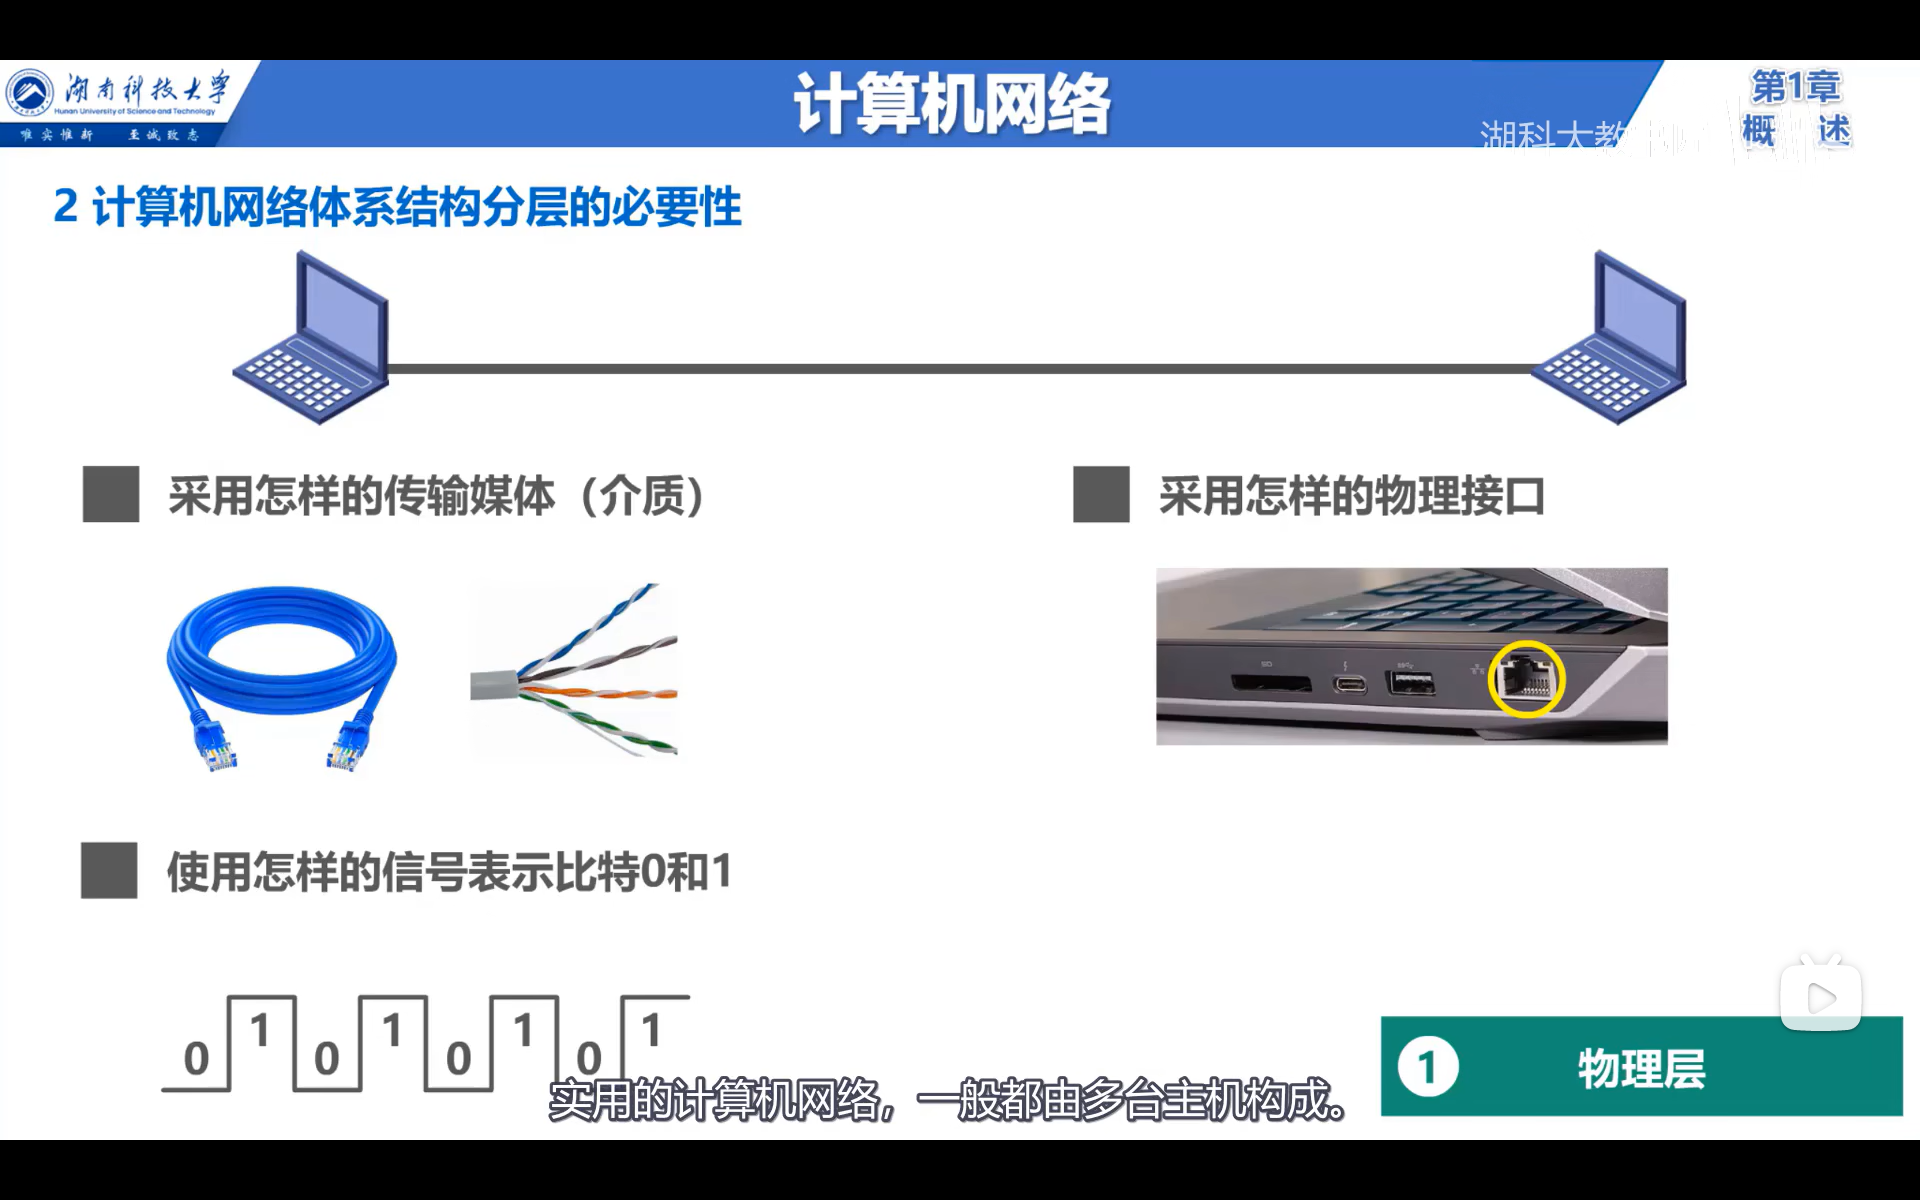 湖南科技大学
Hunan University of Science and Technology
唯实惟新 至诚致志
计算机网络
第1章
概 述
湖科大教
2 计算机网络体系结构分层的必要性
采用怎样的传输媒体（介质）
采用怎样的物理接口
使用怎样的信号表示比特0和1
0 1 0 1 0 1 0 1
1 物理层
实用的计算机网络，一般都由多台主机构成。